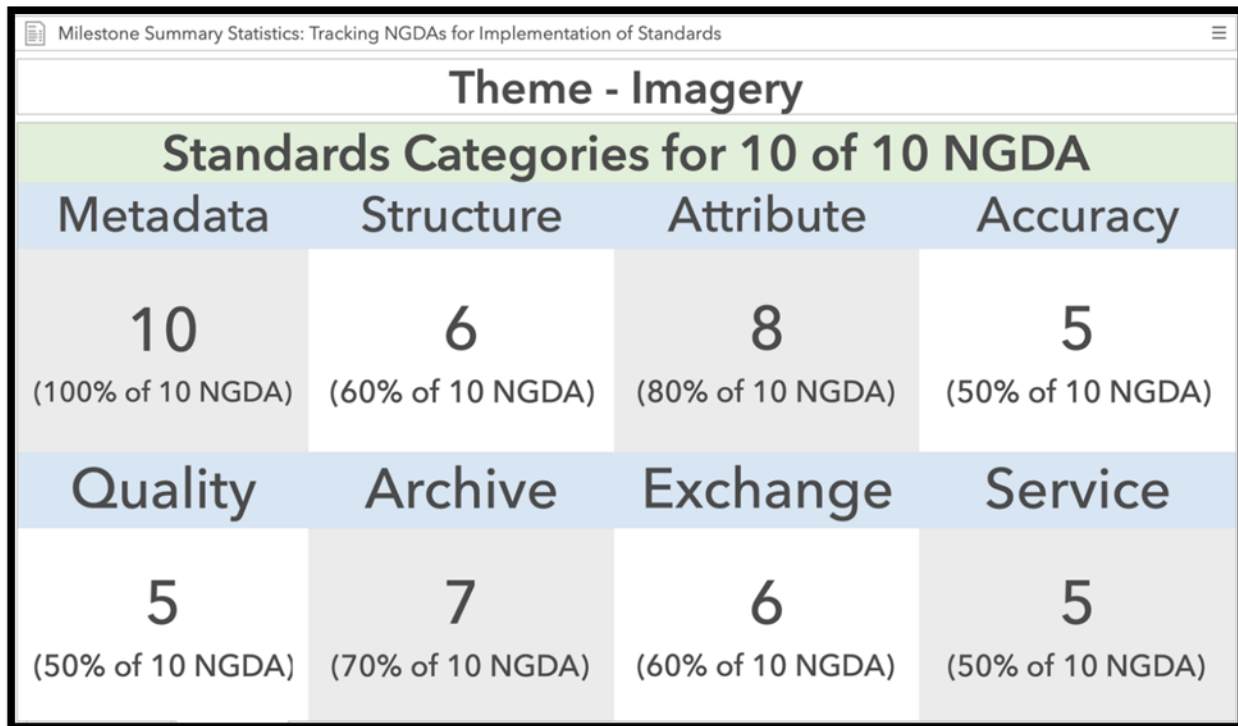 Milestone Summary Statistics: Tracking NGDAs for Implementation of Standards
Theme - Imagery
Standards Categories for 10 of 10 NGDA
Metadata Structure Attribute Accuracy
10 6 8 5
(100% of 10 NGDA) (60% of 10 NGDA) (80% of 10 NGDA) (50% of 10 NGDA)
Quality Archive Exchange Service
5 7 6 5
(50% of 10 NGDA) (70% of 10 NGDA) (60% of 10 NGDA) (50% of 10 NGDA)